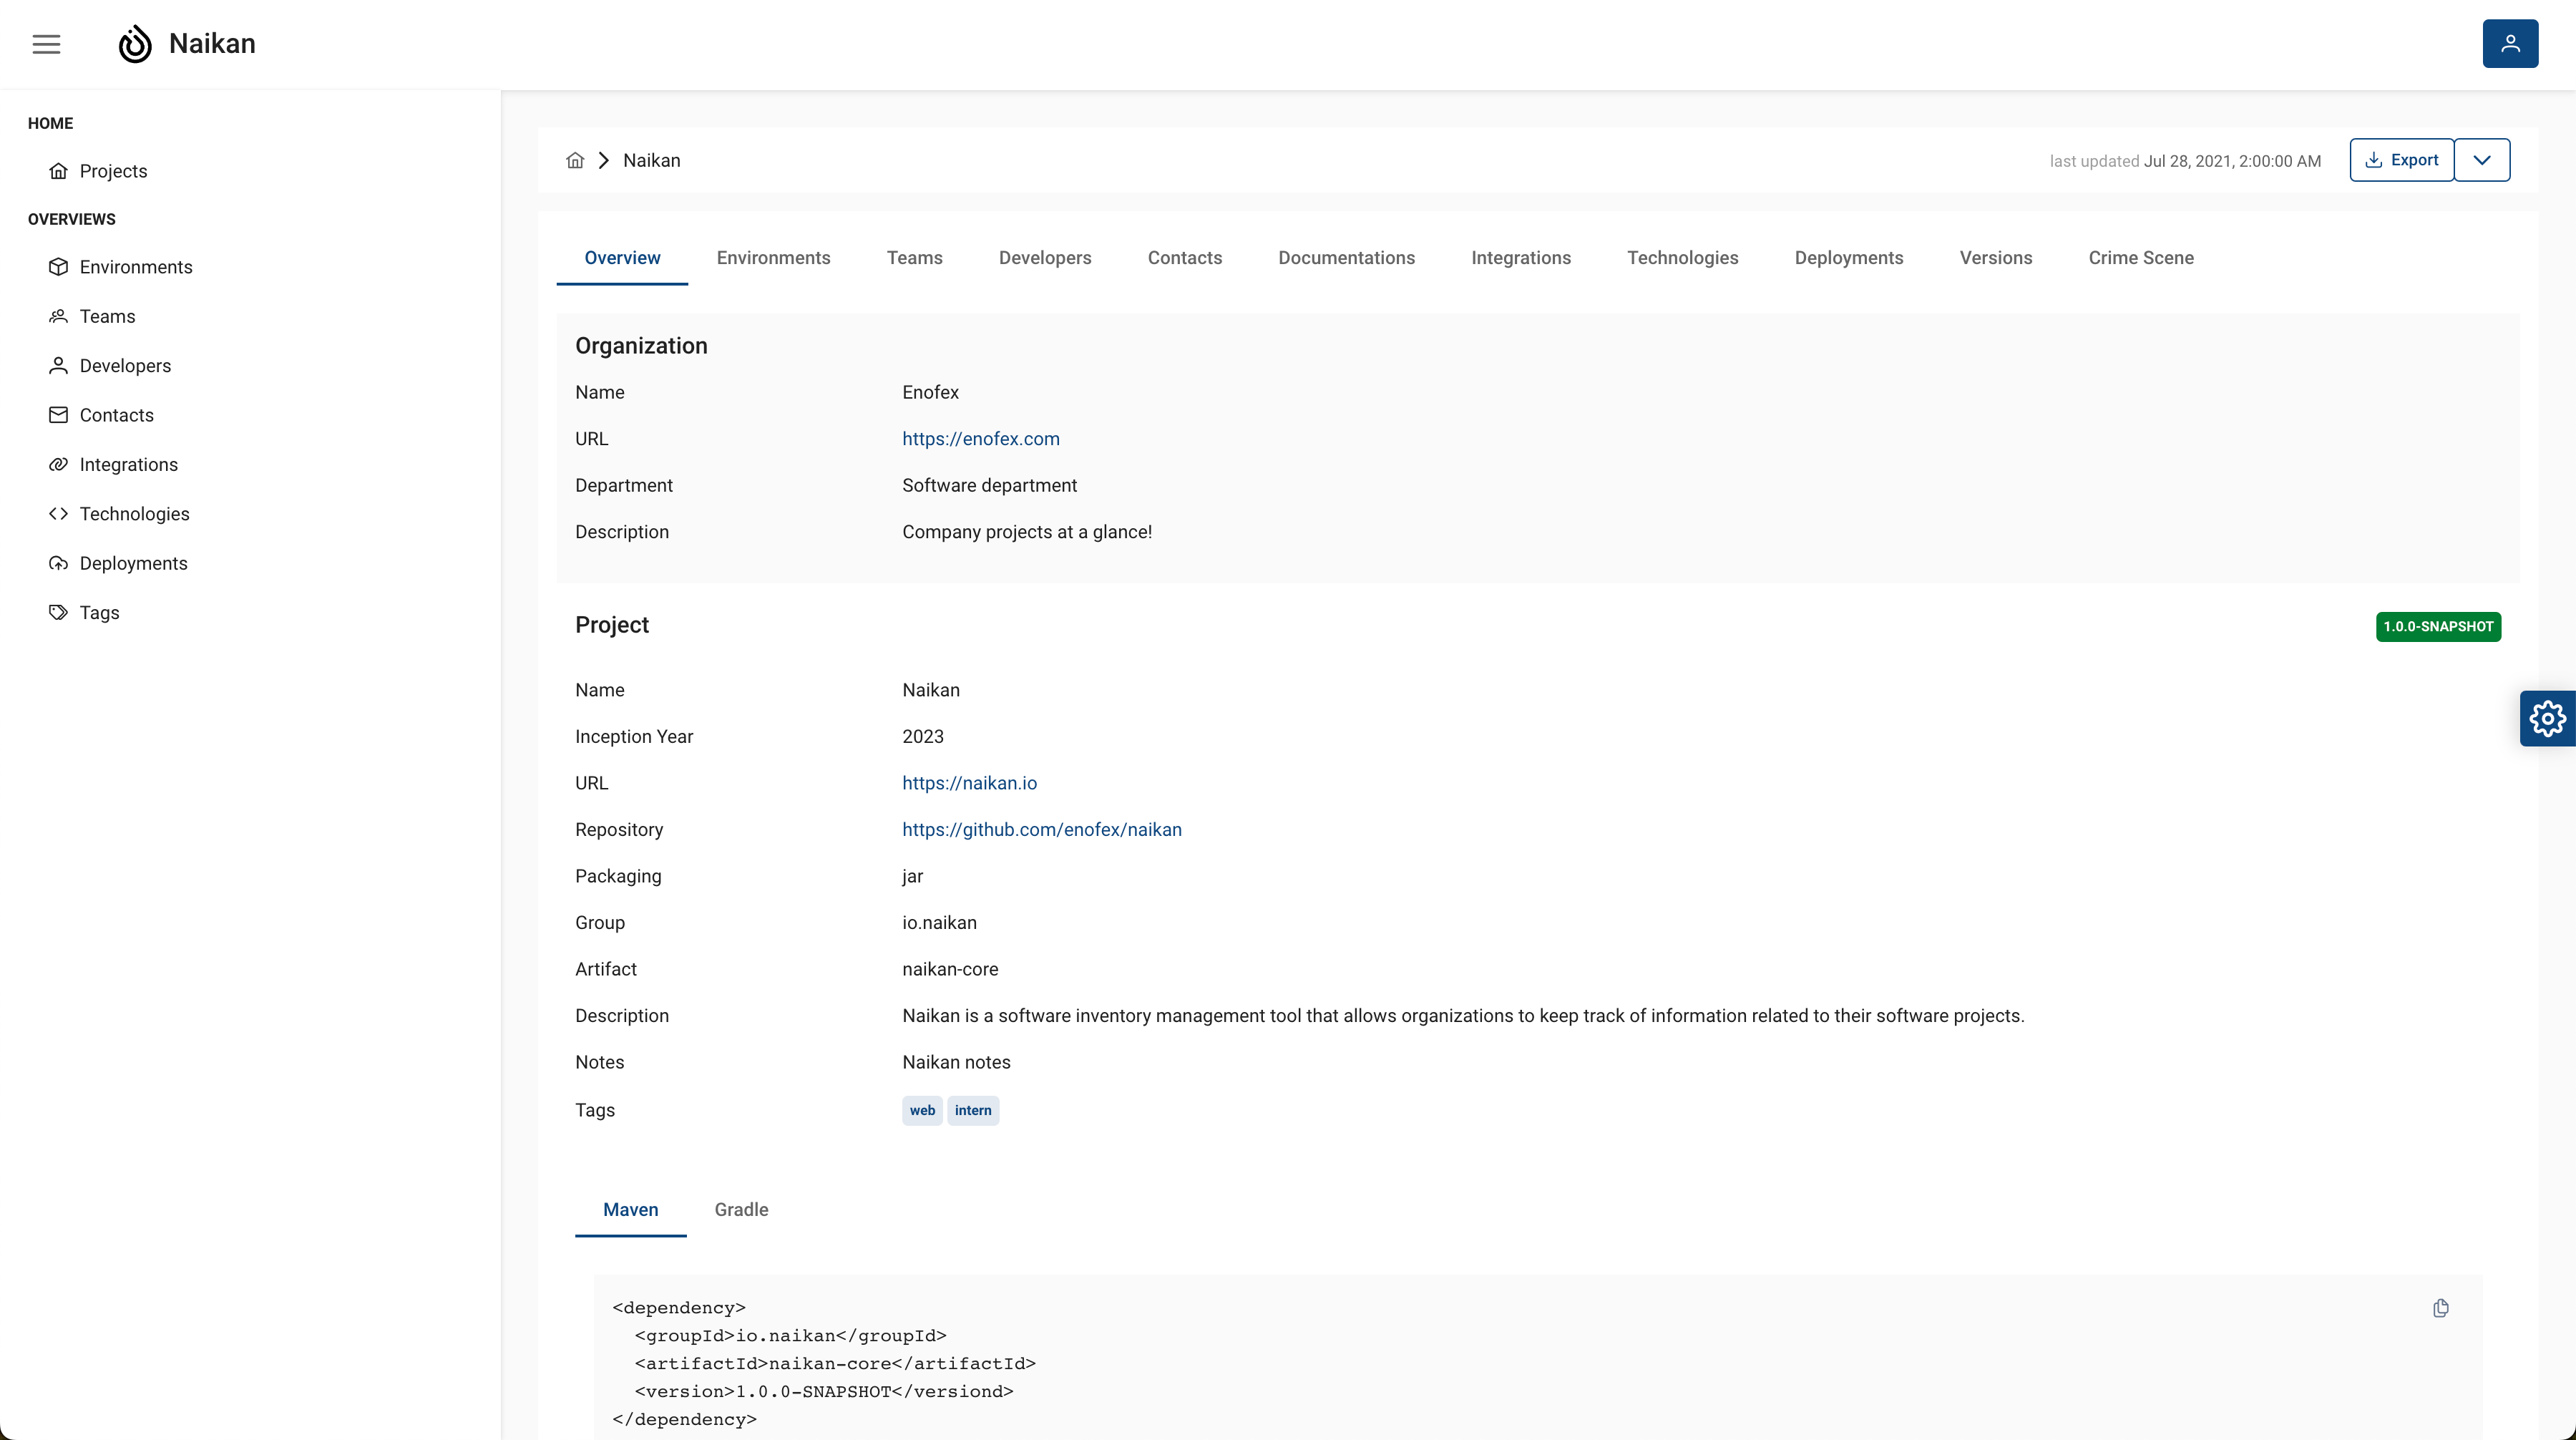 Naikan
HOME
Projects
OVERVIEWS
Environments
Teams
Developers
Contacts
Integrations
Technologies
Deployments
Tags
Naikan
last updated Jul 28, 2021, 2:00:00 AM
Export
Overview Environments Teams Developers Contacts Documentations Integrations Technologies Deployments Versions Crime Scene
Organization
Name Enofex
URL https://enofex.com
Department Software department
Description Company projects at a glance!
Project 1.0.0-SNAPSHOT
Name Naikan
Inception Year 2023
URL https://naikan.io
Repository https://github.com/enofex/naikan
Packaging jar
Group io.naikan
Artifact naikan-core
Description Naikan is a software inventory management tool that allows organizations to keep track of information related to their software projects.
Notes Naikan notes
Tags web intern
Maven Gradle
<dependency>
<groupId>io.naikan</groupId>
<artifactId>naikan-core</artifactId>
<version>1.0.0-SNAPSHOT</versiond>
</dependency>